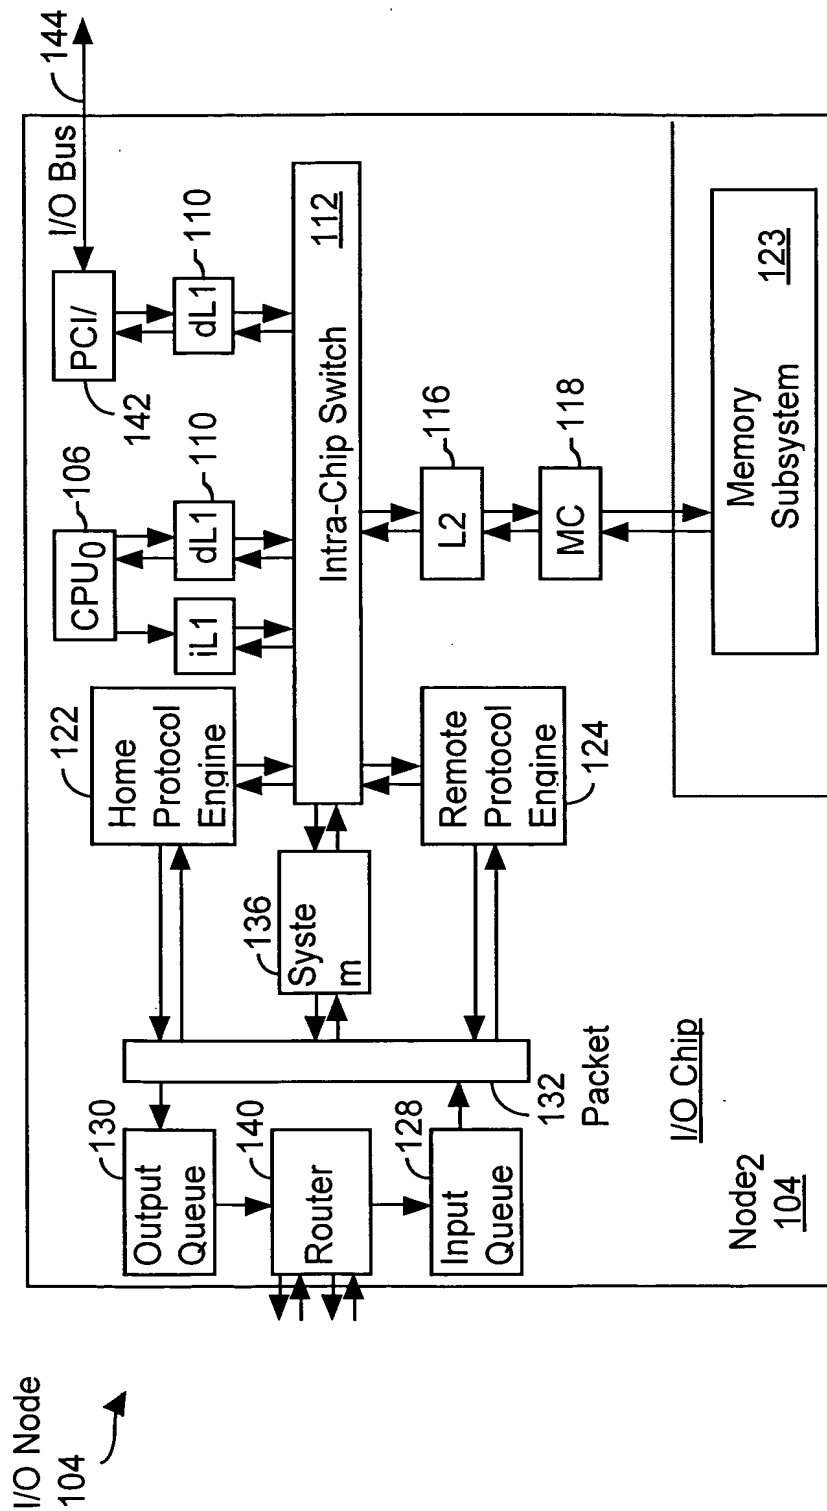 I/O Node
104
I/O Bus
144
PCI/
142
dL1
110
CPU0
106
dL1
110
iL1
Home
Protocol
Engine
122
Intra-Chip Switch
112
Output
Queue
130
Router
140
Input
Queue
128
132
Packet
Syste
m
136
Remote
Protocol
Engine
124
L2
116
MC
118
Memory
Subsystem
123
I/O Chip
Node2
104